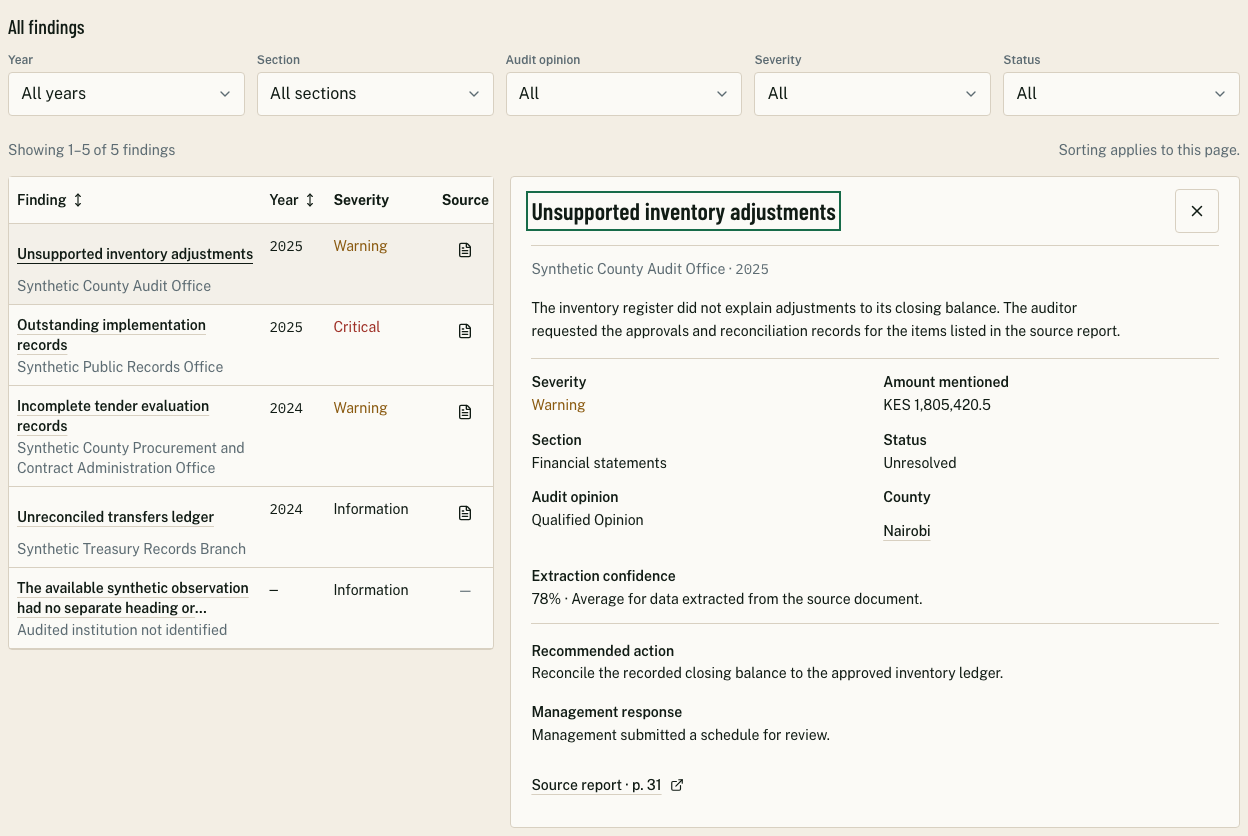 All findings
Year
Section
Audit opinion
Severity
Status
All years
All sections
All
All
All
Showing 1–5 of 5 findings
Sorting applies to this page.
Finding
Year
Severity
Source
Unsupported inventory adjustments
2025
Warning
Synthetic County Audit Office
Outstanding implementation
records
2025
Critical
Synthetic Public Records Office
Incomplete tender evaluation
records
2024
Warning
Synthetic County Procurement and
Contract Administration Office
Unreconciled transfers ledger
2024
Information
Synthetic Treasury Records Branch
The available synthetic observation
had no separate heading or...
–
Information
—
Audited institution not identified
Unsupported inventory adjustments
Synthetic County Audit Office · 2025
The inventory register did not explain adjustments to its closing balance. The auditor
requested the approvals and reconciliation records for the items listed in the source report.
Severity
Warning
Amount mentioned
KES 1,805,420.5
Section
Financial statements
Status
Unresolved
Audit opinion
Qualified Opinion
County
Nairobi
Extraction confidence
78% · Average for data extracted from the source document.
Recommended action
Reconcile the recorded closing balance to the approved inventory ledger.
Management response
Management submitted a schedule for review.
Source report · p. 31